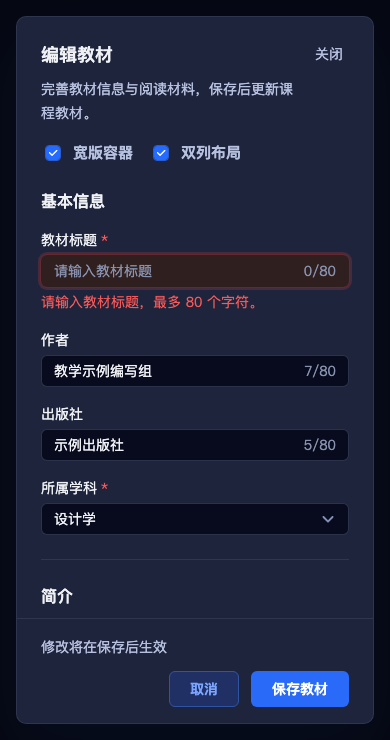 编辑教材
关闭
完善教材信息与阅读材料，保存后更新课
程教材。
宽版容器
双列布局
基本信息
教材标题 *
请输入教材标题
0/80
请输入教材标题，最多 80 个字符。
作者
教学示例编写组
7/80
出版社
示例出版社
5/80
所属学科 *
设计学
简介
修改将在保存后生效
取消
保存教材